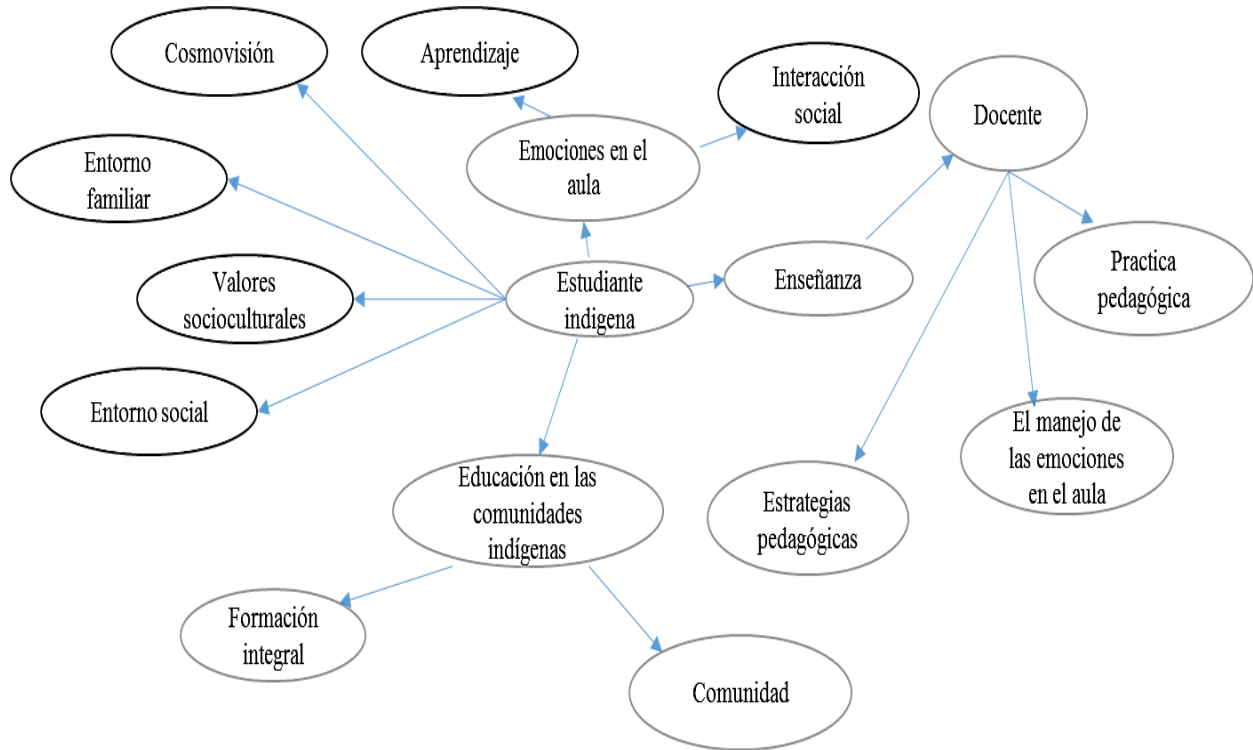 Cosmovisión
Aprendizaje
Interacción
social
Docente
Emociones en el
aula
Entorno
familiar
Valores
socioculturales
Estudiante
indigena
Enseñanza
Practica
pedagógica
Entorno social
El manejo de
las emociones
en el aula
Educación en las
comunidades
indígenas
Estrategias
pedagógicas
Formación
integral
Comunidad